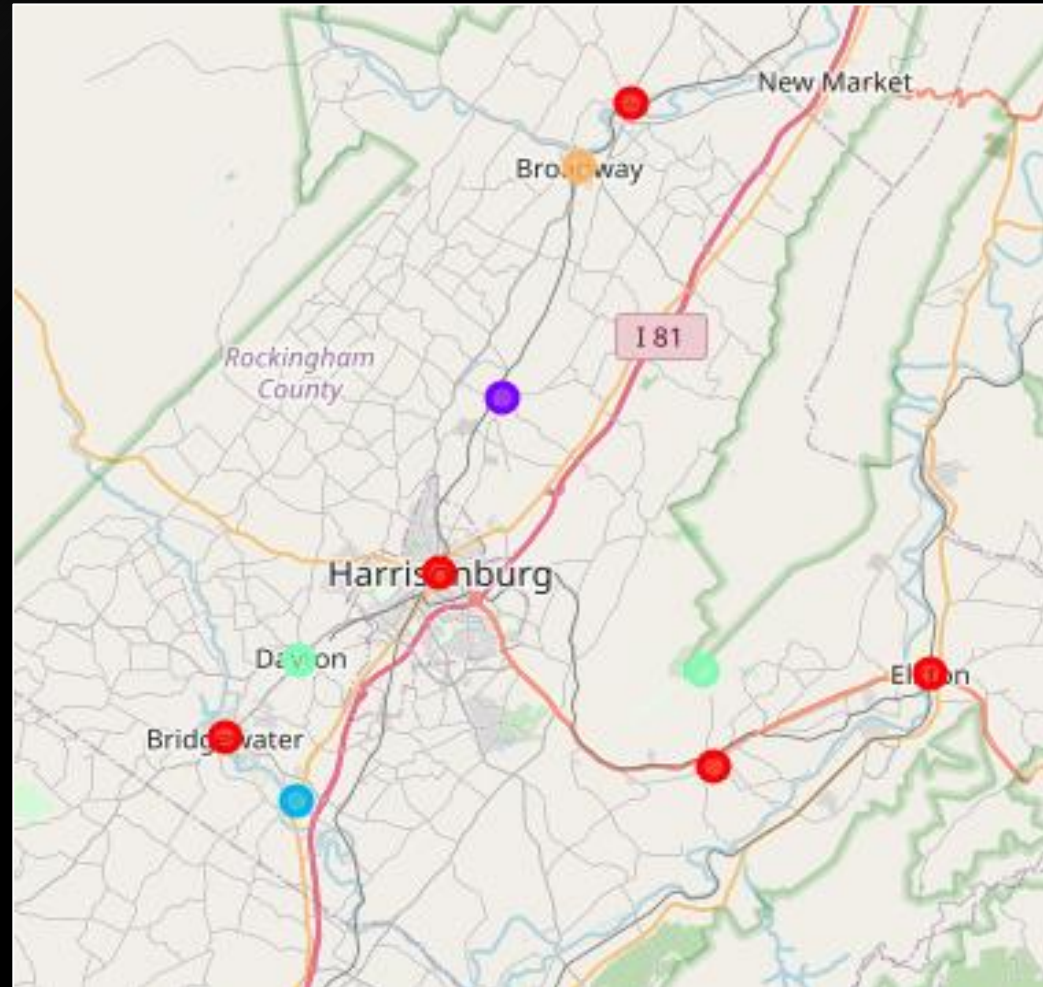 New Market
Broadway
I 81
Rockingham
County
Harrisonburg
Dayton
Elkton
Bridgewater